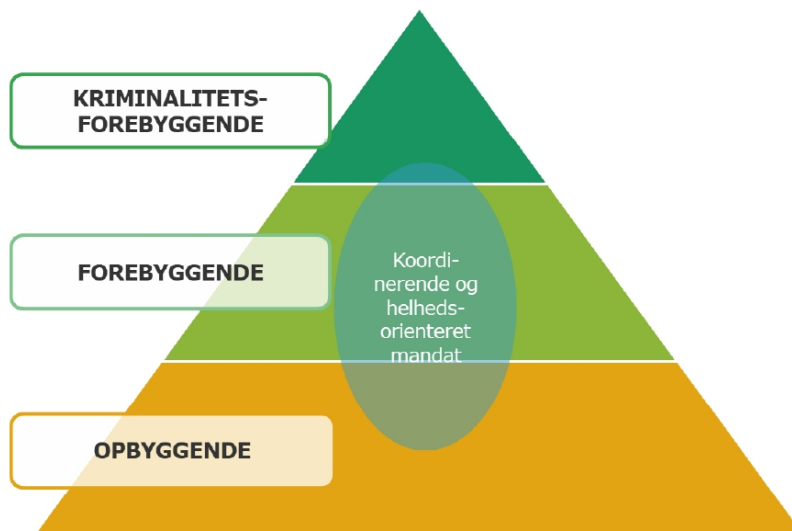 KRIMINALITETS-
FOREBYGGENDE
FOREBYGGENDE
Koordi-
nerende og
helheds-
orienteret
mandat
OPBYGGENDE